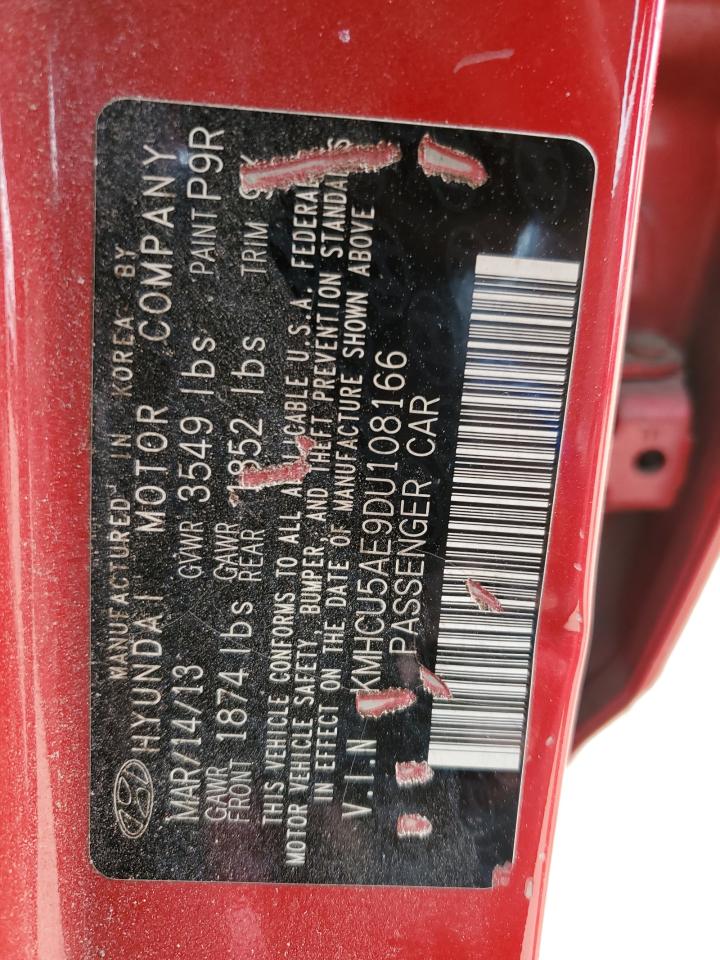 MANUFACTURED IN KOREA BY
HYUNDAI MOTOR COMPANY
MAR/14/13 GVWR 3549 lbs PAINT P9R
GAWR FRONT 1874 lbs GAWR REAR 1852 lbs TRIM
THIS VEHICLE CONFORMS TO ALL APPLICABLE U.S.A. FEDERAL
MOTOR VEHICLE SAFETY, BUMPER, AND THEFT PREVENTION STANDARDS
IN EFFECT ON THE DATE OF MANUFACTURE SHOWN ABOVE
V.I.N KMHCU5AE9DU108166
PASSENGER CAR